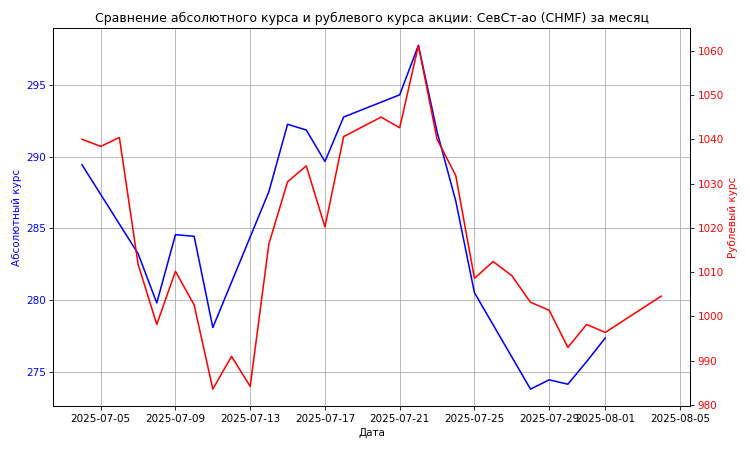 Сравнение абсолютного курса и рублевого курса акции: СевСт-ао (CHMF) за месяц
295
290
285
280
275
Абсолютный курс
1060
1050
1040
1030
1020
1010
1000
990
980
Рублевый курс
2025-07-05 2025-07-09 2025-07-13 2025-07-17 2025-07-21 2025-07-25 2025-07-29 2025-08-01 2025-08-05
Дата